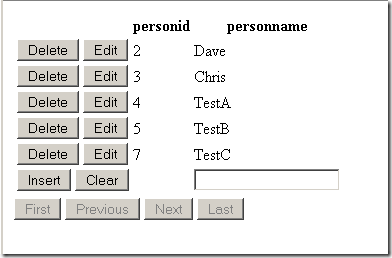 personid personname
Delete Edit 2 Dave
Delete Edit 3 Chris
Delete Edit 4 TestA
Delete Edit 5 TestB
Delete Edit 7 TestC
Insert Clear
First Previous Next Last